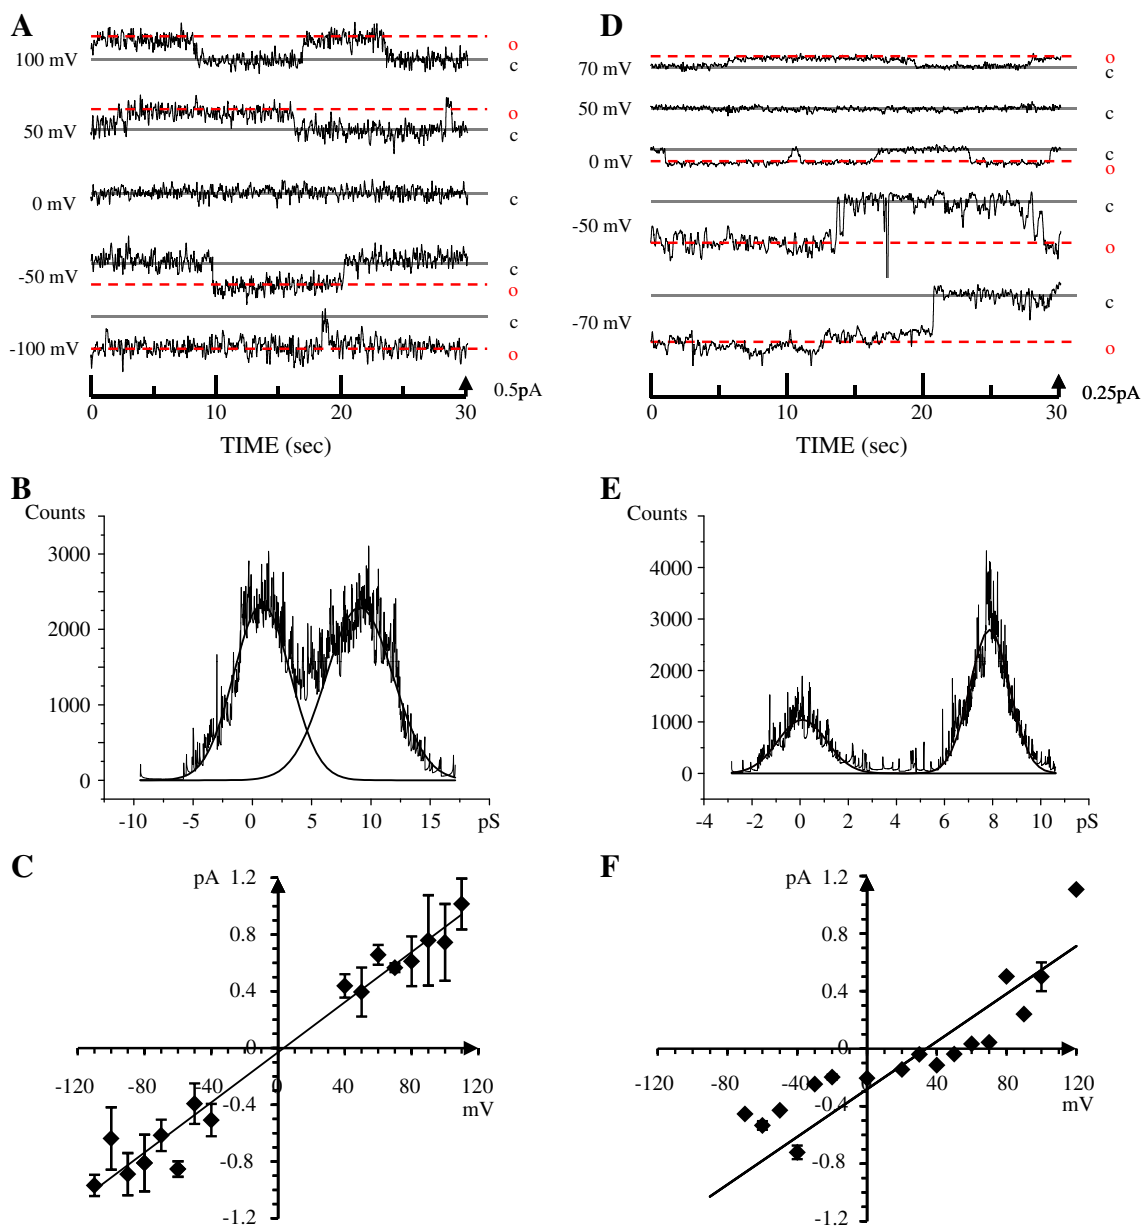 A
100 mV
o
c
50 mV
o
c
0 mV
c
-50 mV
c
o
-100 mV
c
o
0.5pA
0 10 20 30
TIME (sec)
D
70 mV
o
c
50 mV
c
0 mV
c
o
-50 mV
c
o
-70 mV
c
o
0.25pA
0 10 20 30
TIME (sec)
B
Counts
3000
2000
1000
0
-10 -5 0 5 10 15 pS
E
Counts
4000
3000
2000
1000
0
-4 -2 0 2 4 6 8 10 pS
C
pA
1.2
0.8
0.4
0
-0.4
-0.8
-1.2
-120 -80 -40 0 40 80 120
mV
F
pA
1.2
0.8
0.4
0
-0.4
-0.8
-1.2
-120 -80 -40 0 40 80 120
mV